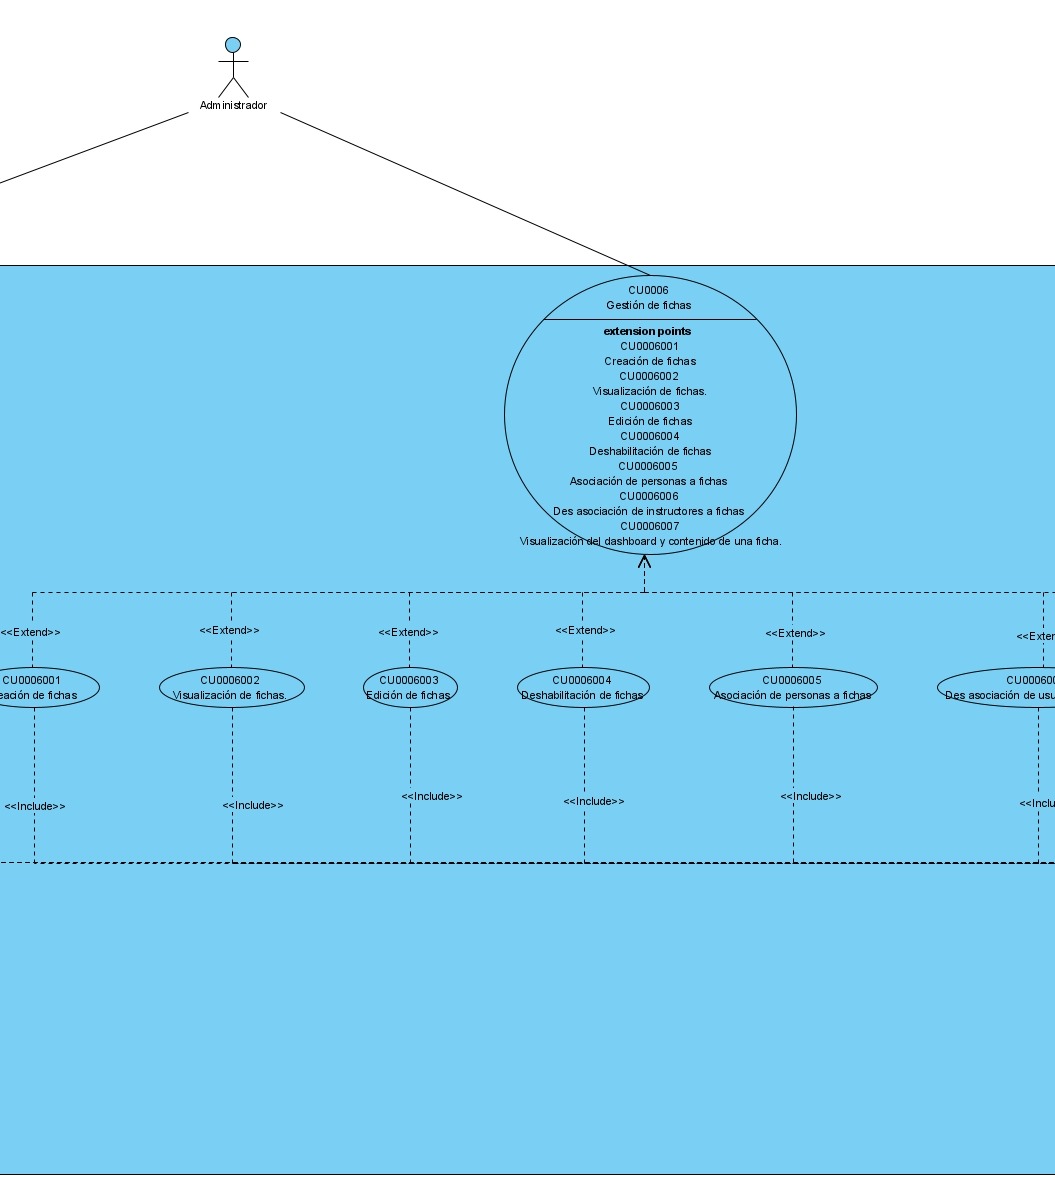 Administrador
CU0006
Gestión de fichas
extension points
CU0006001
Creación de fichas
CU0006002
Visualización de fichas.
CU0006003
Edición de fichas
CU0006004
Deshabilitación de fichas
CU0006005
Asociación de personas a fichas
CU0006006
Des asociación de instructores a fichas
CU0006007
Visualización del dashboard y contenido de una ficha.
<<Extend>>
<<Extend>>
<<Extend>>
<<Extend>>
<<Extend>>
<<Exten
CU0006001
eación de fichas
CU0006002
Visualización de fichas.
CU0006003
Edición de fichas
CU0006004
Deshabilitación de fichas
CU0006005
Asociación de personas a fichas
CU000600
Des asociación de usu
<<Include>>
<<Include>>
<<Include>>
<<Include>>
<<Include>>
<<Inclu